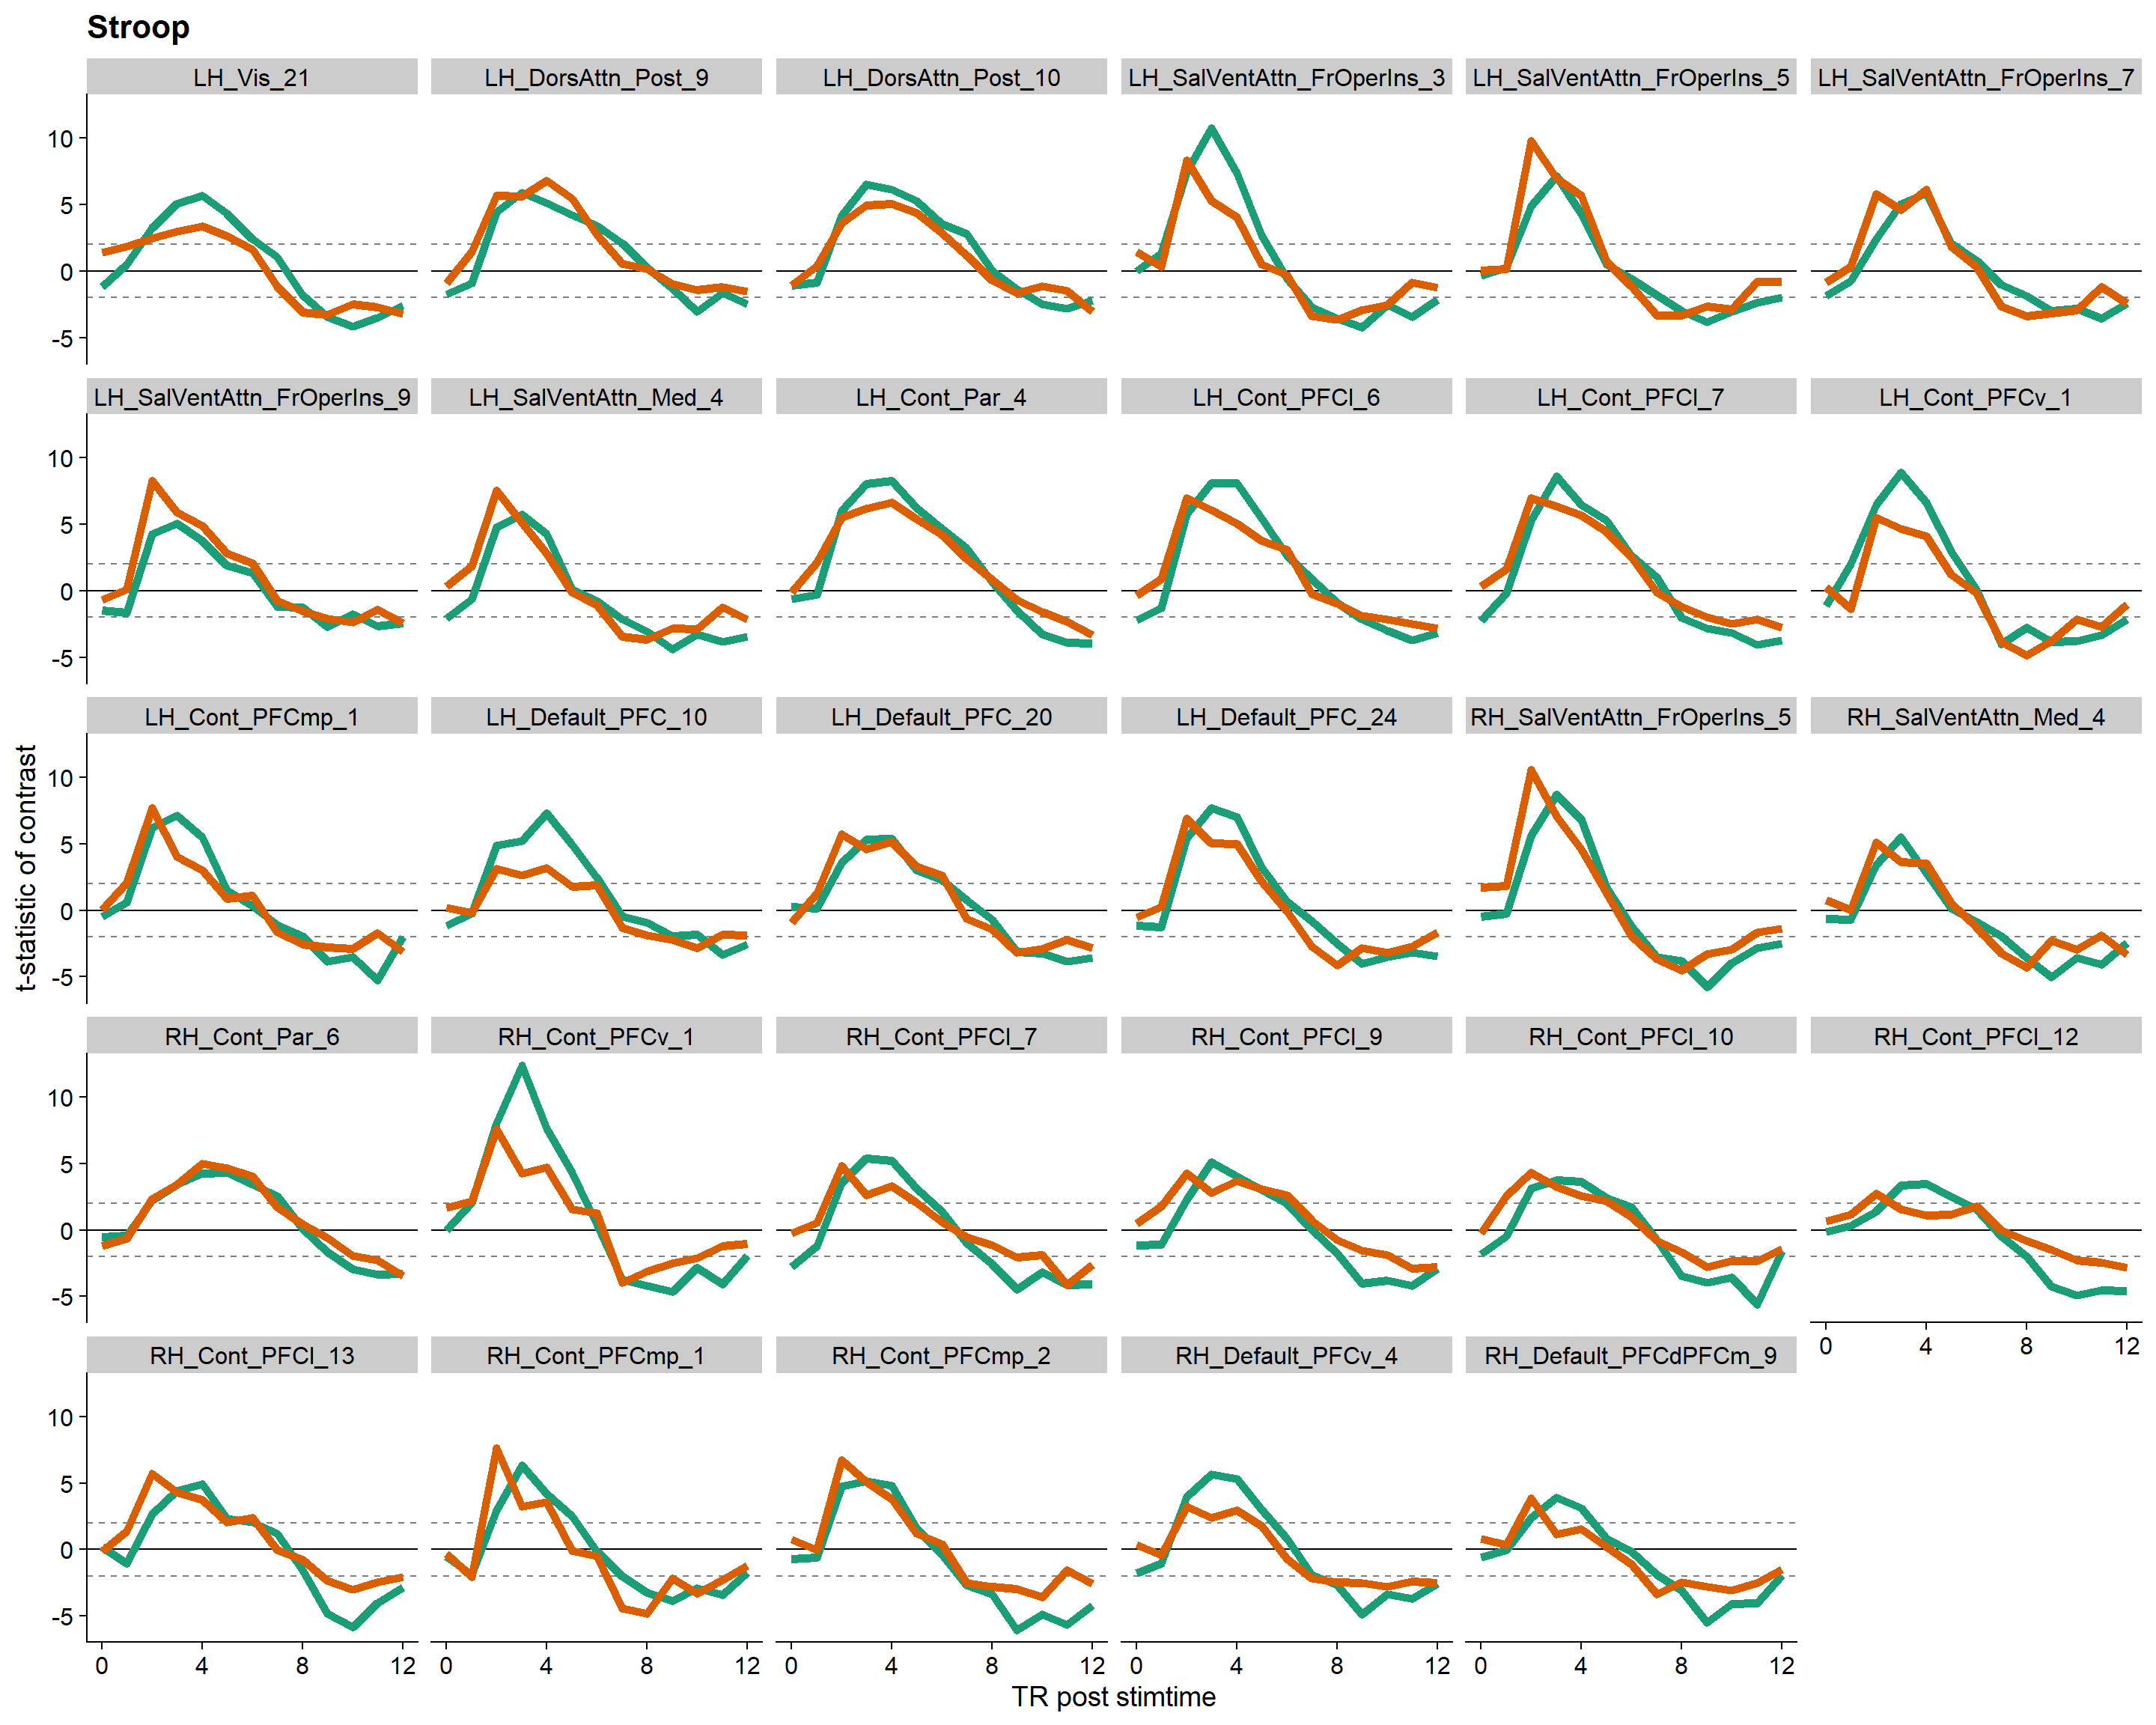 Stroop
LH_Vis_21
LH_DorsAttn_Post_9
LH_DorsAttn_Post_10
LH_SalVentAttn_FrOperIns_3
LH_SalVentAttn_FrOperIns_5
LH_SalVentAttn_FrOperIns_7
10
5
0
-5
LH_SalVentAttn_FrOperIns_9
LH_SalVentAttn_Med_4
LH_Cont_Par_4
LH_Cont_PFCl_6
LH_Cont_PFCl_7
LH_Cont_PFCv_1
10
5
0
-5
LH_Cont_PFCmp_1
LH_Default_PFC_10
LH_Default_PFC_20
LH_Default_PFC_24
RH_SalVentAttn_FrOperIns_5
RH_SalVentAttn_Med_4
t-statistic of contrast
10
5
0
-5
RH_Cont_Par_6
RH_Cont_PFCv_1
RH_Cont_PFCl_7
RH_Cont_PFCl_9
RH_Cont_PFCl_10
RH_Cont_PFCl_12
10
5
0
-5
0 4 8 12
RH_Cont_PFCl_13
RH_Cont_PFCmp_1
RH_Cont_PFCmp_2
RH_Default_PFCv_4
RH_Default_PFCdPFCm_9
10
5
0
-5
0 4 8 12
0 4 8 12
0 4 8 12
0 4 8 12
0 4 8 12
TR post stimtime